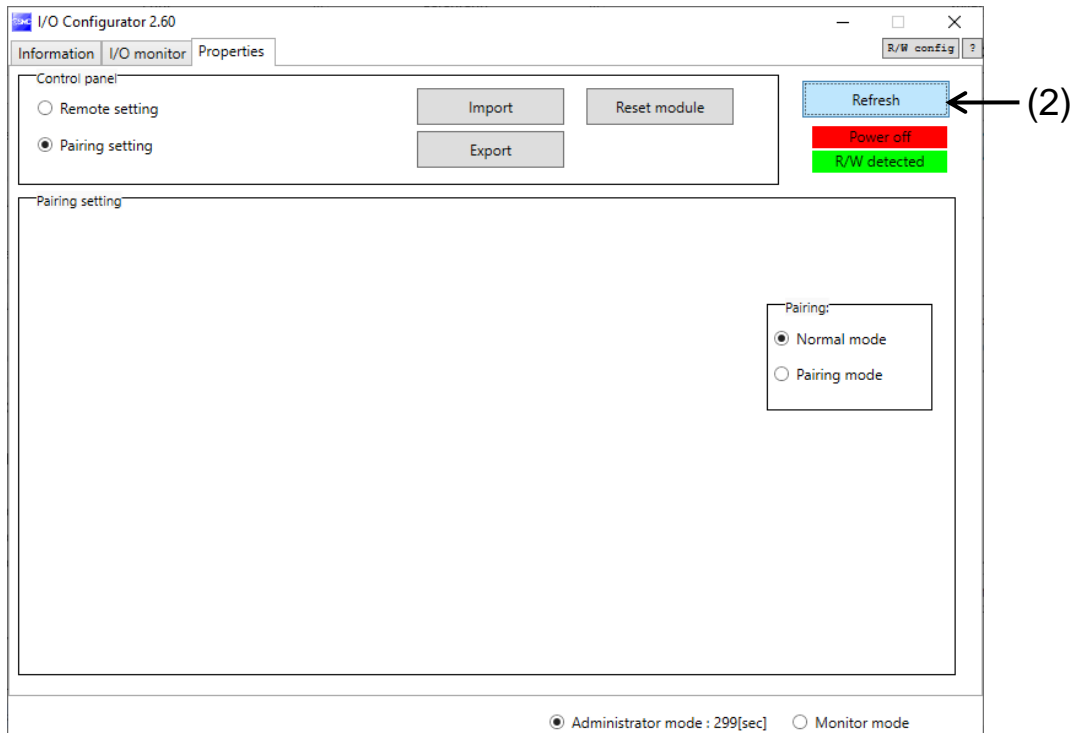 SMC I/O Configurator 2.60
Information I/O monitor Properties R/W config ?
Control panel
Remote setting Import Reset module Refresh (2)
Pairing setting Export Power off
R/W detected
Pairing setting
Pairing:
Normal mode
Pairing mode
Administrator mode : 299[sec] Monitor mode